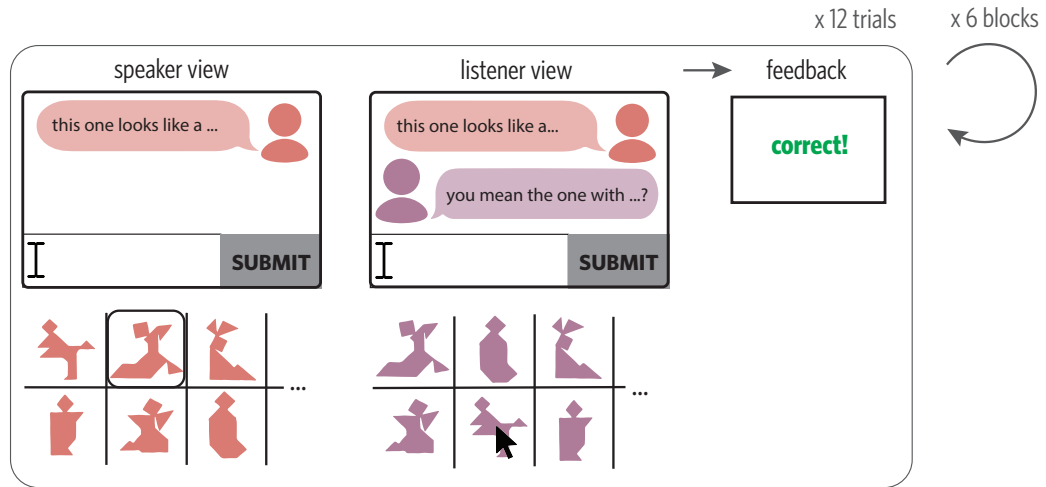 x 12 trials
x 6 blocks
speaker view
listener view
feedback
this one looks like a ...
SUBMIT
this one looks like a...
you mean the one with ...?
SUBMIT
correct!
...
...